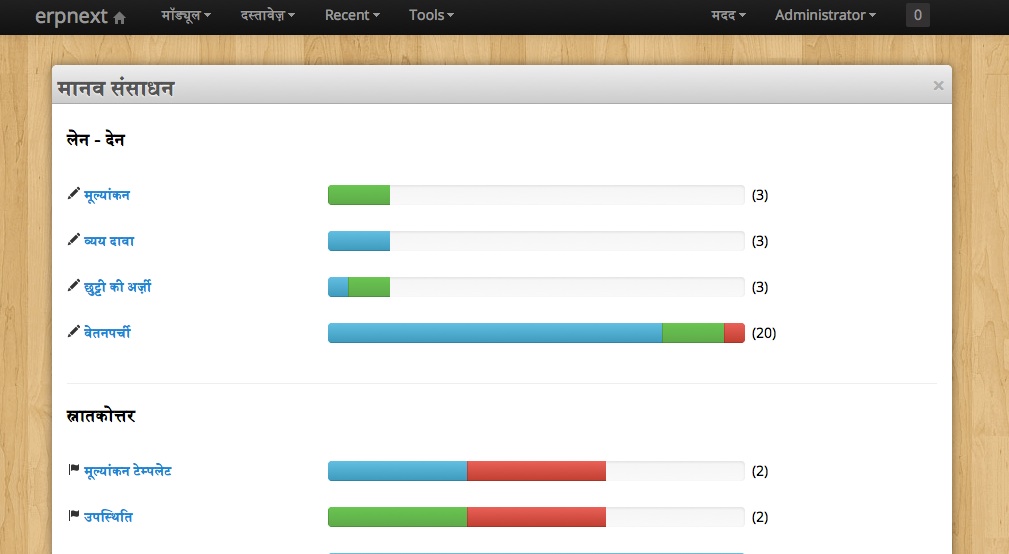 erpnext मॉड्यूल दस्तावेज़ Recent Tools मदद Administrator 0
मानव संसाधन ×
लेन - देन
मूल्यांकन (3)
व्यय दावा (3)
छुट्टी की अर्ज़ी (3)
वेतनपर्ची (20)
स्नातकोत्तर
मूल्यांकन टेम्पलेट (2)
उपस्थिति (2)